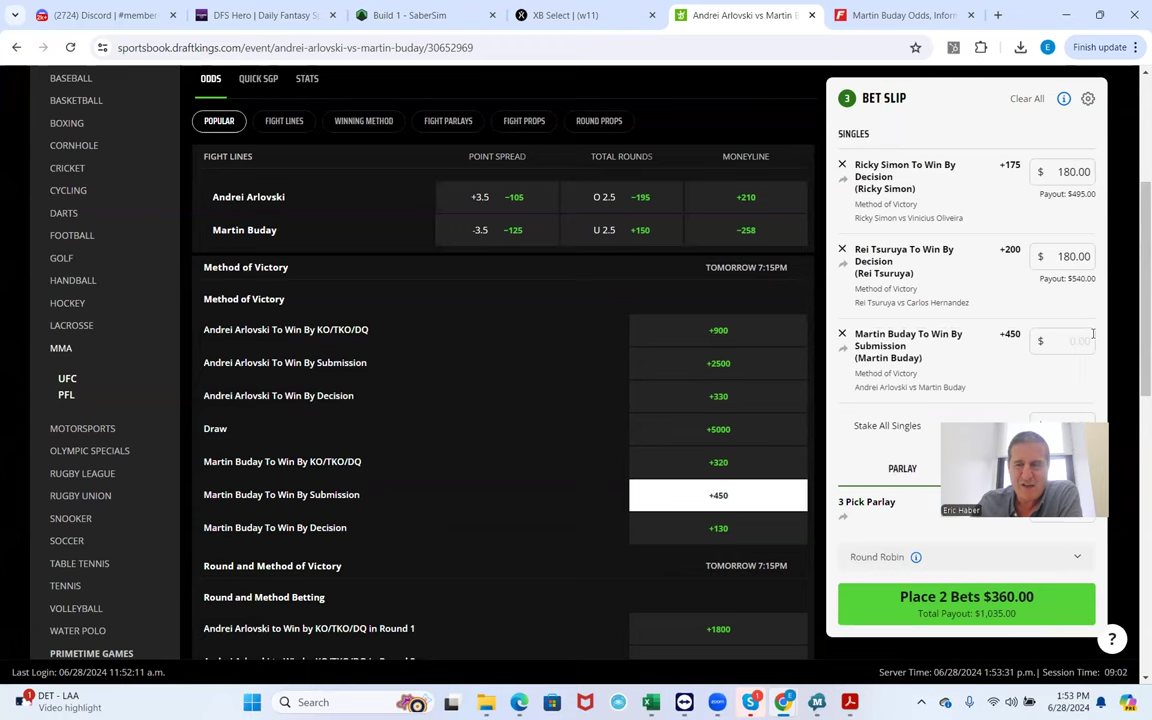 (2724) Discord | #member
DFS Hero | Daily Fantasy S
Build 1 - SaberSim
XB Select | (w11)
Andrei Arlovski vs Martin B
Martin Buday Odds, Inform
sportsbook.draftkings.com/event/andrei-arlovski-vs-martin-buday/30652969
E
Finish update
BASEBALL
BASKETBALL
BOXING
CORNHOLE
CRICKET
CYCLING
DARTS
FOOTBALL
GOLF
HANDBALL
HOCKEY
LACROSSE
MMA
UFC
PFL
MOTORSPORTS
OLYMPIC SPECIALS
RUGBY LEAGUE
RUGBY UNION
SNOOKER
SOCCER
TABLE TENNIS
TENNIS
VOLLEYBALL
WATER POLO
PRIMETIME GAMES
ODDS QUICK SGP STATS
POPULAR FIGHT LINES WINNING METHOD FIGHT PARLAYS FIGHT PROPS ROUND PROPS
FIGHT LINES POINT SPREAD TOTAL ROUNDS MONEYLINE
Andrei Arlovski +3.5 −105 O 2.5 −195 +210
Martin Buday -3.5 −125 U 2.5 +150 −258
Method of Victory TOMORROW 7:15PM
Method of Victory
Andrei Arlovski To Win By KO/TKO/DQ +900
Andrei Arlovski To Win By Submission +2500
Andrei Arlovski To Win By Decision +330
Draw +5000
Martin Buday To Win By KO/TKO/DQ +320
Martin Buday To Win By Submission +450
Martin Buday To Win By Decision +130
Round and Method of Victory TOMORROW 7:15PM
Round and Method Betting
Andrei Arlovski to Win by KO/TKO/DQ in Round 1 +1800
3 BET SLIP Clear All
SINGLES
Ricky Simon To Win By +175 $ 180.00
Decision
(Ricky Simon) Payout: $495.00
Method of Victory
Ricky Simon vs Vinicius Oliveira
Rei Tsuruya To Win By +200 $ 180.00
Decision
(Rei Tsuruya) Payout: $540.00
Method of Victory
Rei Tsuruya vs Carlos Hernandez
Martin Buday To Win By +450 $ 0.00
Submission
(Martin Buday)
Method of Victory
Andrei Arlovski vs Martin Buday
Stake All Singles
PARLAY
3 Pick Parlay
Eric Haber
Round Robin
Place 2 Bets $360.00
Total Payout: $1,035.00
?
Last Login: 06/28/2024 11:52:11 a.m. Server Time: 06/28/2024 1:53:31 p.m. Session Time: 09:02
1 DET - LAA
Video highlight
Search
1:53 PM
6/28/2024